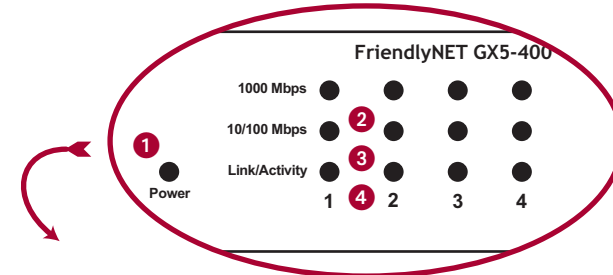 FriendlyNET GX5-400
1000 Mbps
2
10/100 Mbps
1
3
Link/Activity
Power
1 4 2 3 4